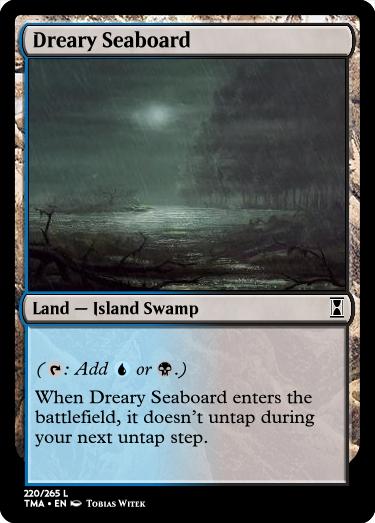 Dreary Seaboard
Land — Island Swamp
( : Add or .)
When Dreary Seaboard enters the
battlefield, it doesn't untap during
your next untap step.
220/265 L
TMA • EN Tobias Witek